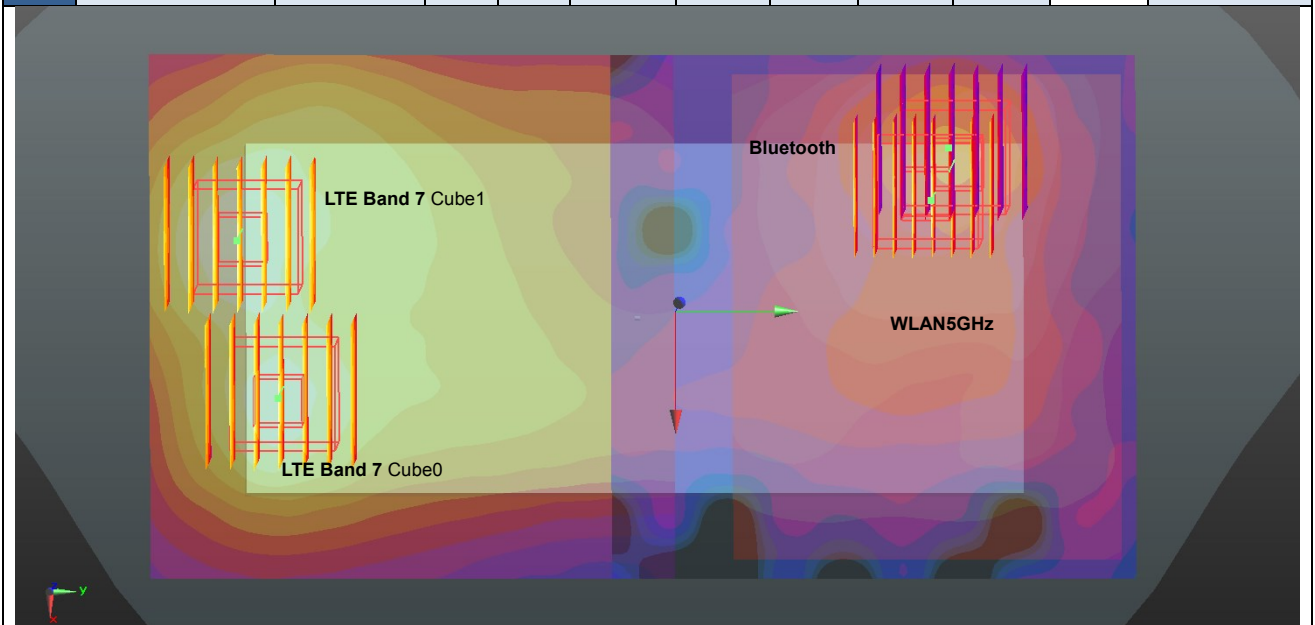 Bluetooth
LTE Band 7 Cube1
WLAN5GHz
LTE Band 7 Cube0
Y
X